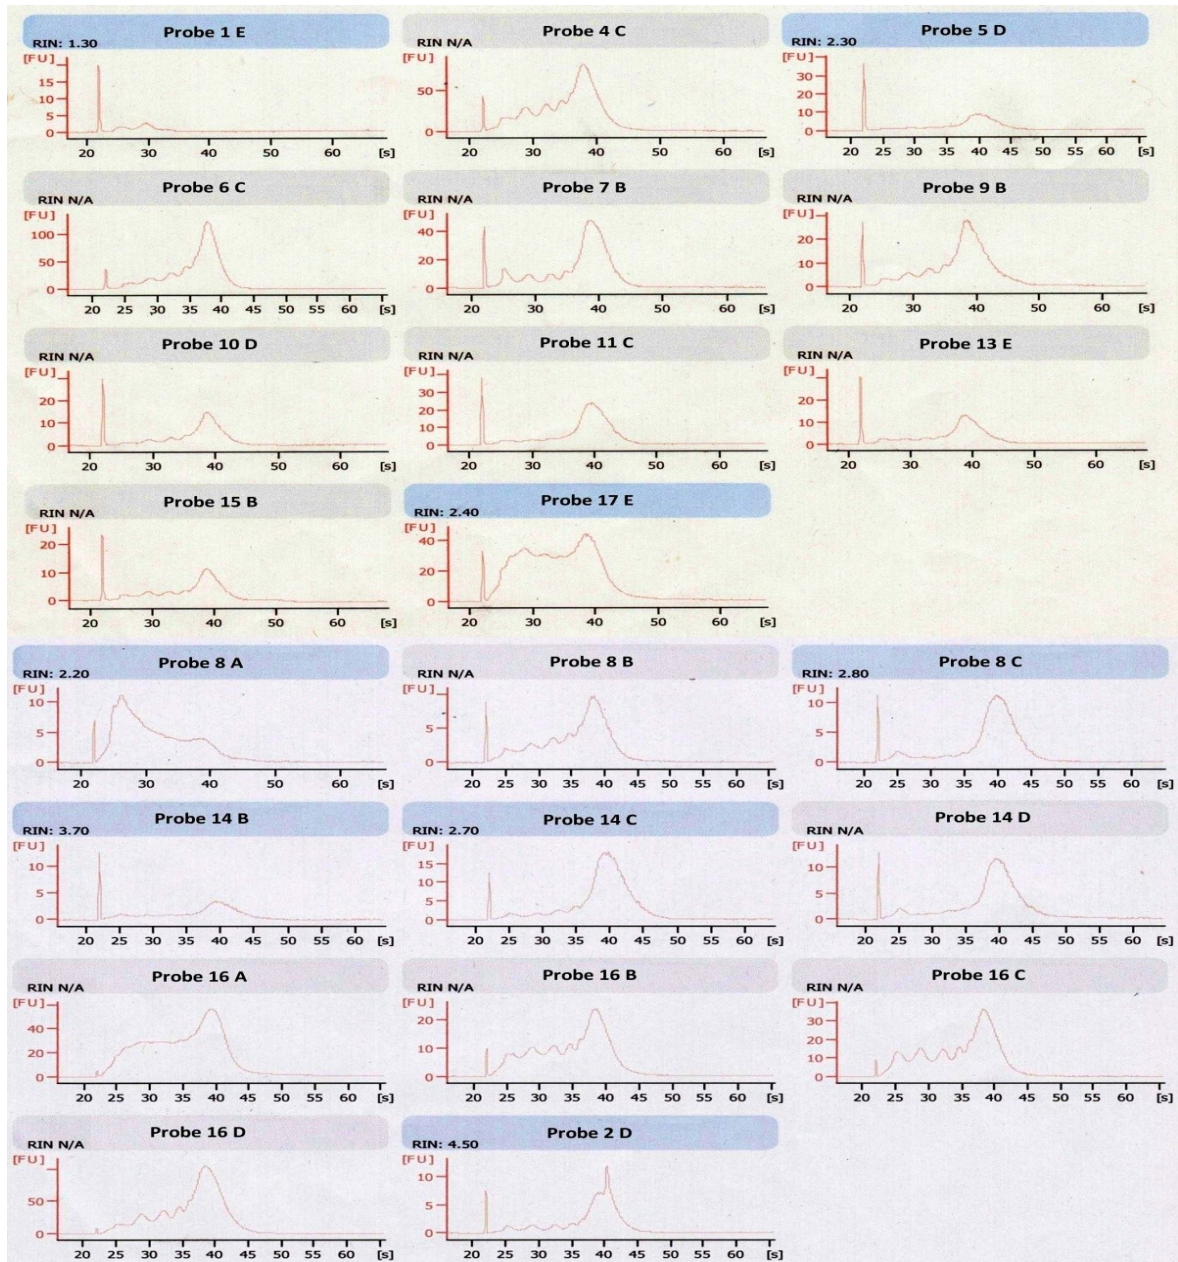 Probe 1 E
Probe 4 C
Probe 5 D
RIN: 1.30
RIN N/A
RIN: 2.30
[FU]
15
10
5
0
20 30 40 50 60 [s]
[FU]
50
0
20 30 40 50 60 [s]
[FU]
30
20
10
0
20 25 30 35 40 45 50 55 60 [s]
Probe 6 C
Probe 7 B
Probe 9 B
RIN N/A
RIN N/A
RIN N/A
[FU]
100
50
0
20 25 30 35 40 45 50 55 60 [s]
[FU]
40
20
0
20 30 40 50 60 [s]
[FU]
20
10
0
20 30 40 50 60 [s]
Probe 10 D
Probe 11 C
Probe 13 E
RIN N/A
RIN N/A
RIN N/A
[FU]
20
10
0
20 30 40 50 60 [s]
[FU]
30
20
10
0
20 30 40 50 60 [s]
[FU]
20
10
0
20 30 40 50 60 [s]
Probe 15 B
Probe 17 E
RIN N/A
RIN: 2.40
[FU]
20
10
0
20 30 40 50 60 [s]
[FU]
40
20
0
20 30 40 50 60 [s]
Probe 8 A
Probe 8 B
Probe 8 C
RIN: 2.20
RIN N/A
RIN: 2.80
[FU]
10
5
0
20 30 40 50 60 [s]
[FU]
10
5
0
20 25 30 35 40 45 50 55 60 [s]
[FU]
10
5
0
20 25 30 35 40 45 50 55 60 [s]
Probe 14 B
Probe 14 C
Probe 14 D
RIN: 3.70
RIN: 2.70
RIN N/A
[FU]
10
5
0
20 25 30 35 40 45 50 55 60 [s]
[FU]
15
10
5
0
20 30 40 50 60 [s]
[FU]
10
5
0
20 25 30 35 40 45 50 55 60 [s]
Probe 16 A
Probe 16 B
Probe 16 C
RIN N/A
RIN N/A
RIN N/A
[FU]
40
20
0
20 25 30 35 40 45 50 55 60 [s]
[FU]
20
10
0
20 25 30 35 40 45 50 55 60 [s]
[FU]
30
20
10
0
20 25 30 35 40 45 50 55 60 [s]
Probe 16 D
Probe 2 D
RIN N/A
RIN: 4.50
[FU]
50
0
20 25 30 35 40 45 50 55 60 [s]
[FU]
10
5
0
20 25 30 35 40 45 50 55 60 [s]